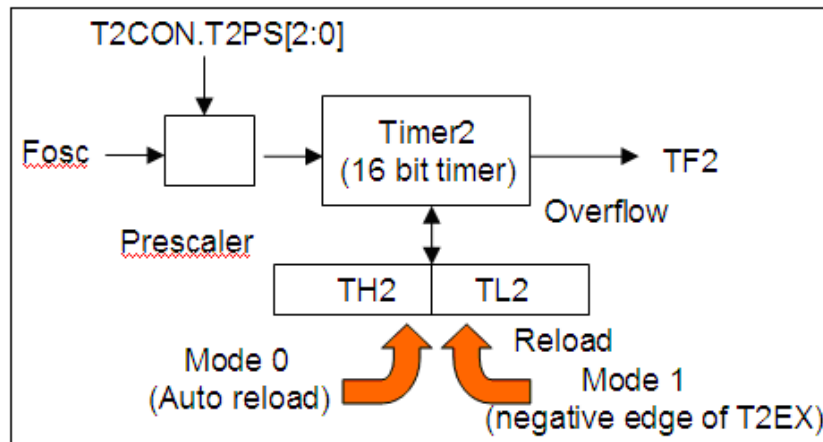 T2CON.T2PS[2:0]
Fosc
Timer2
(16 bit timer)
TF2
Overflow
Prescaler
TH2
TL2
Reload
Mode 0
(Auto reload)
Mode 1
(negative edge of T2EX)